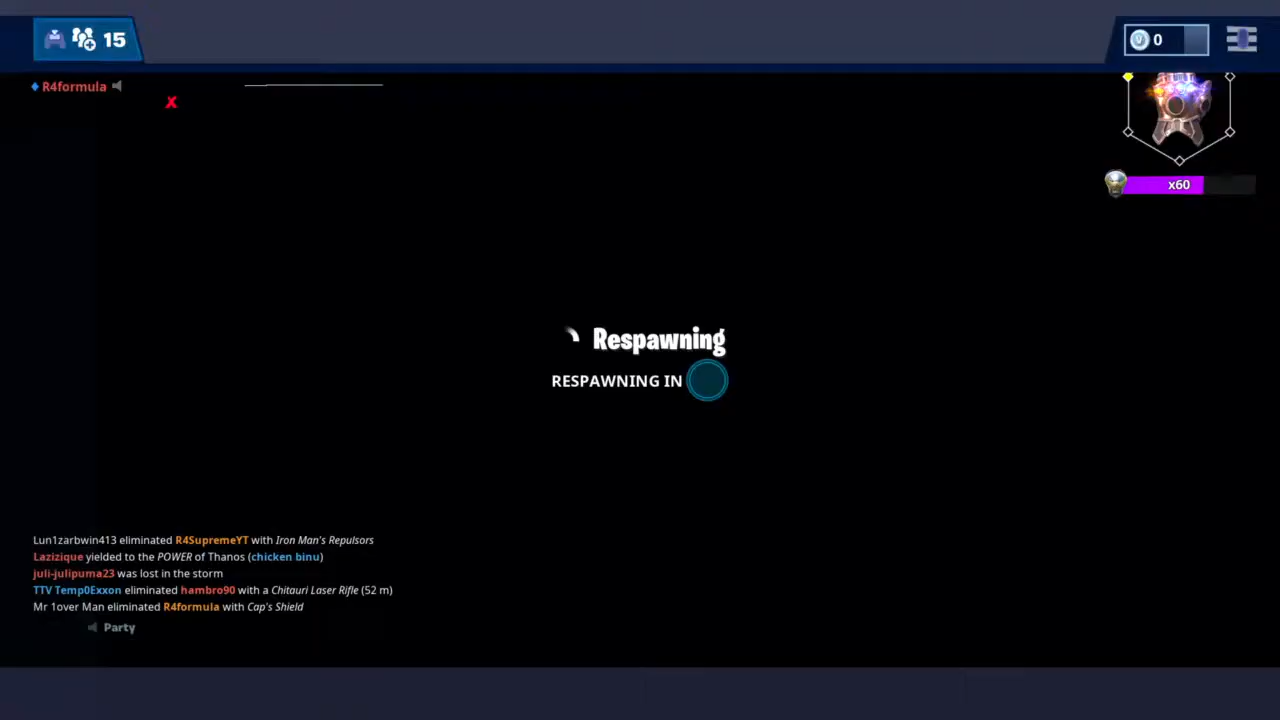 15
0
R4formula
X
x60
Respawning
RESPAWNING IN
Lun1zarbwin413 eliminated R4SupremeYT with Iron Man's Repulsors
Lazizique yielded to the POWER of Thanos (chicken binu)
juli-julipuma23 was lost in the storm
TTV Temp0Exxon eliminated hambro90 with a Chitauri Laser Rifle (52 m)
Mr 1over Man eliminated R4formula with Cap's Shield
Party